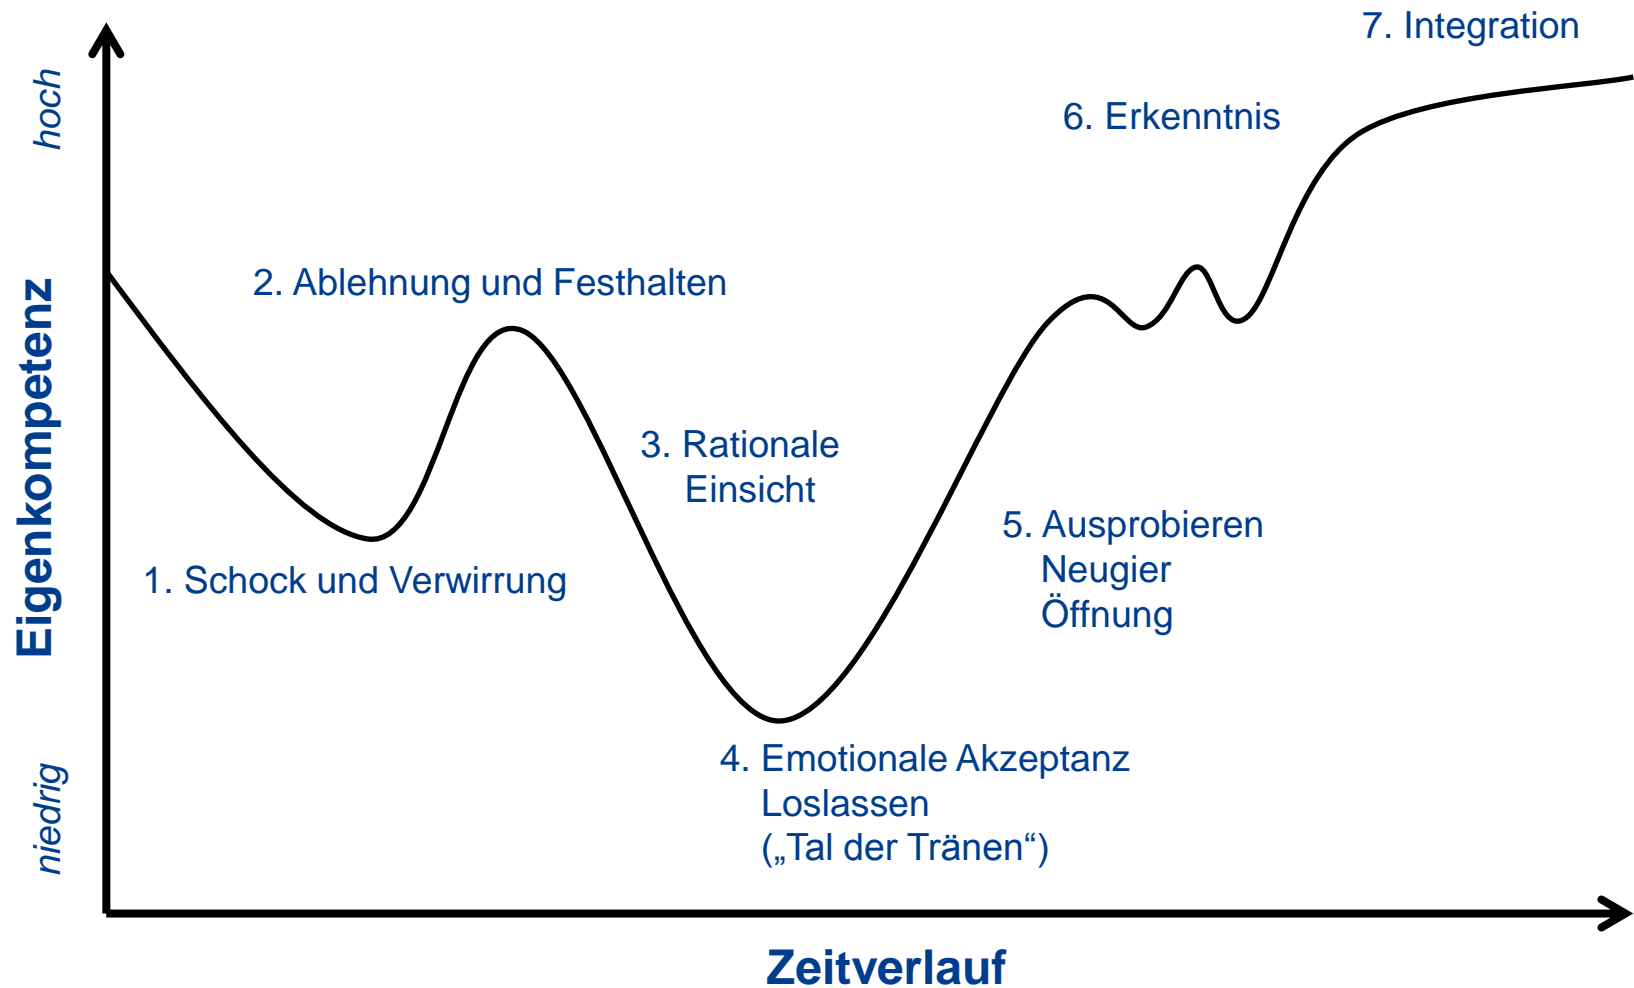 7. Integration
hoch
6. Erkenntnis
2. Ablehnung und Festhalten
Eigenkompetenz
3. Rationale
Einsicht
5. Ausprobieren
Neugier
Öffnung
1. Schock und Verwirrung
4. Emotionale Akzeptanz
Loslassen
(„Tal der Tränen“)
niedrig
Zeitverlauf